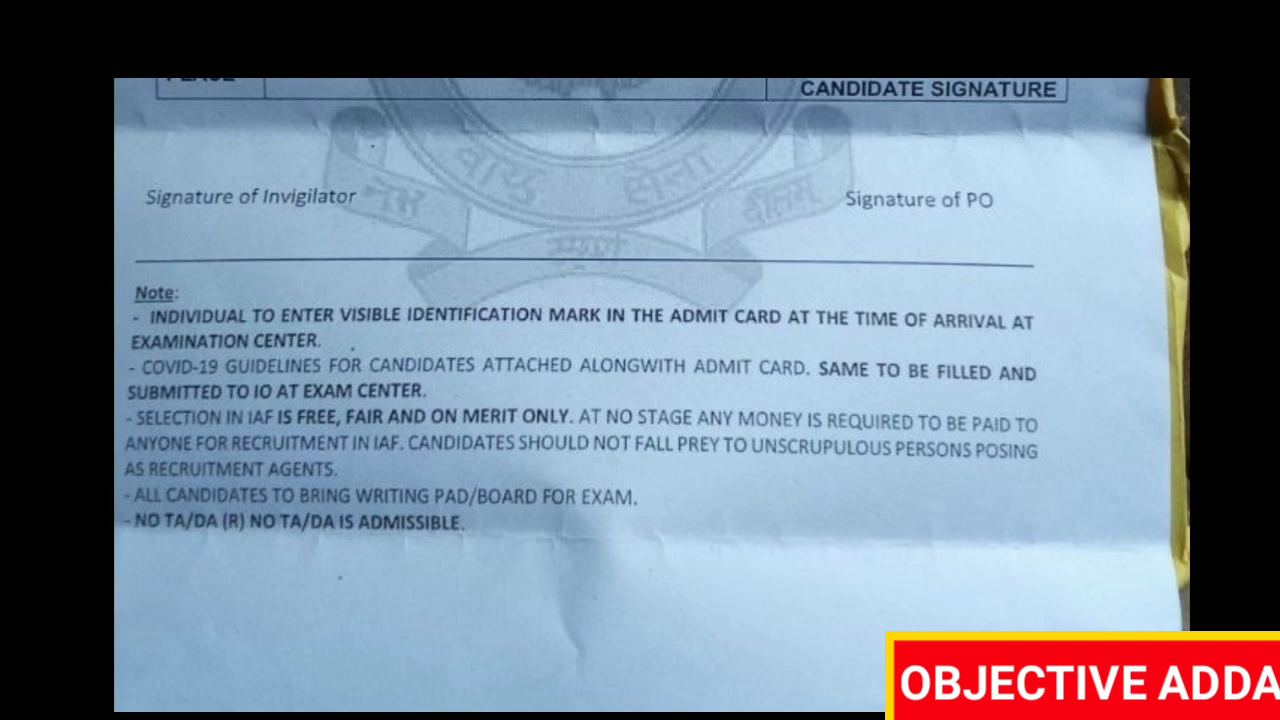 PLACE
CANDIDATE SIGNATURE
Signature of Invigilator
Signature of PO
Note:
- INDIVIDUAL TO ENTER VISIBLE IDENTIFICATION MARK IN THE ADMIT CARD AT THE TIME OF ARRIVAL AT
EXAMINATION CENTER.
- COVID-19 GUIDELINES FOR CANDIDATES ATTACHED ALONGWITH ADMIT CARD. SAME TO BE FILLED AND
SUBMITTED TO IO AT EXAM CENTER.
- SELECTION IN IAF IS FREE, FAIR AND ON MERIT ONLY. AT NO STAGE ANY MONEY IS REQUIRED TO BE PAID TO
ANYONE FOR RECRUITMENT IN IAF. CANDIDATES SHOULD NOT FALL PREY TO UNSCRUPULOUS PERSONS POSING
AS RECRUITMENT AGENTS.
- ALL CANDIDATES TO BRING WRITING PAD/BOARD FOR EXAM.
- NO TA/DA (R) NO TA/DA IS ADMISSIBLE.
OBJECTIVE ADDA